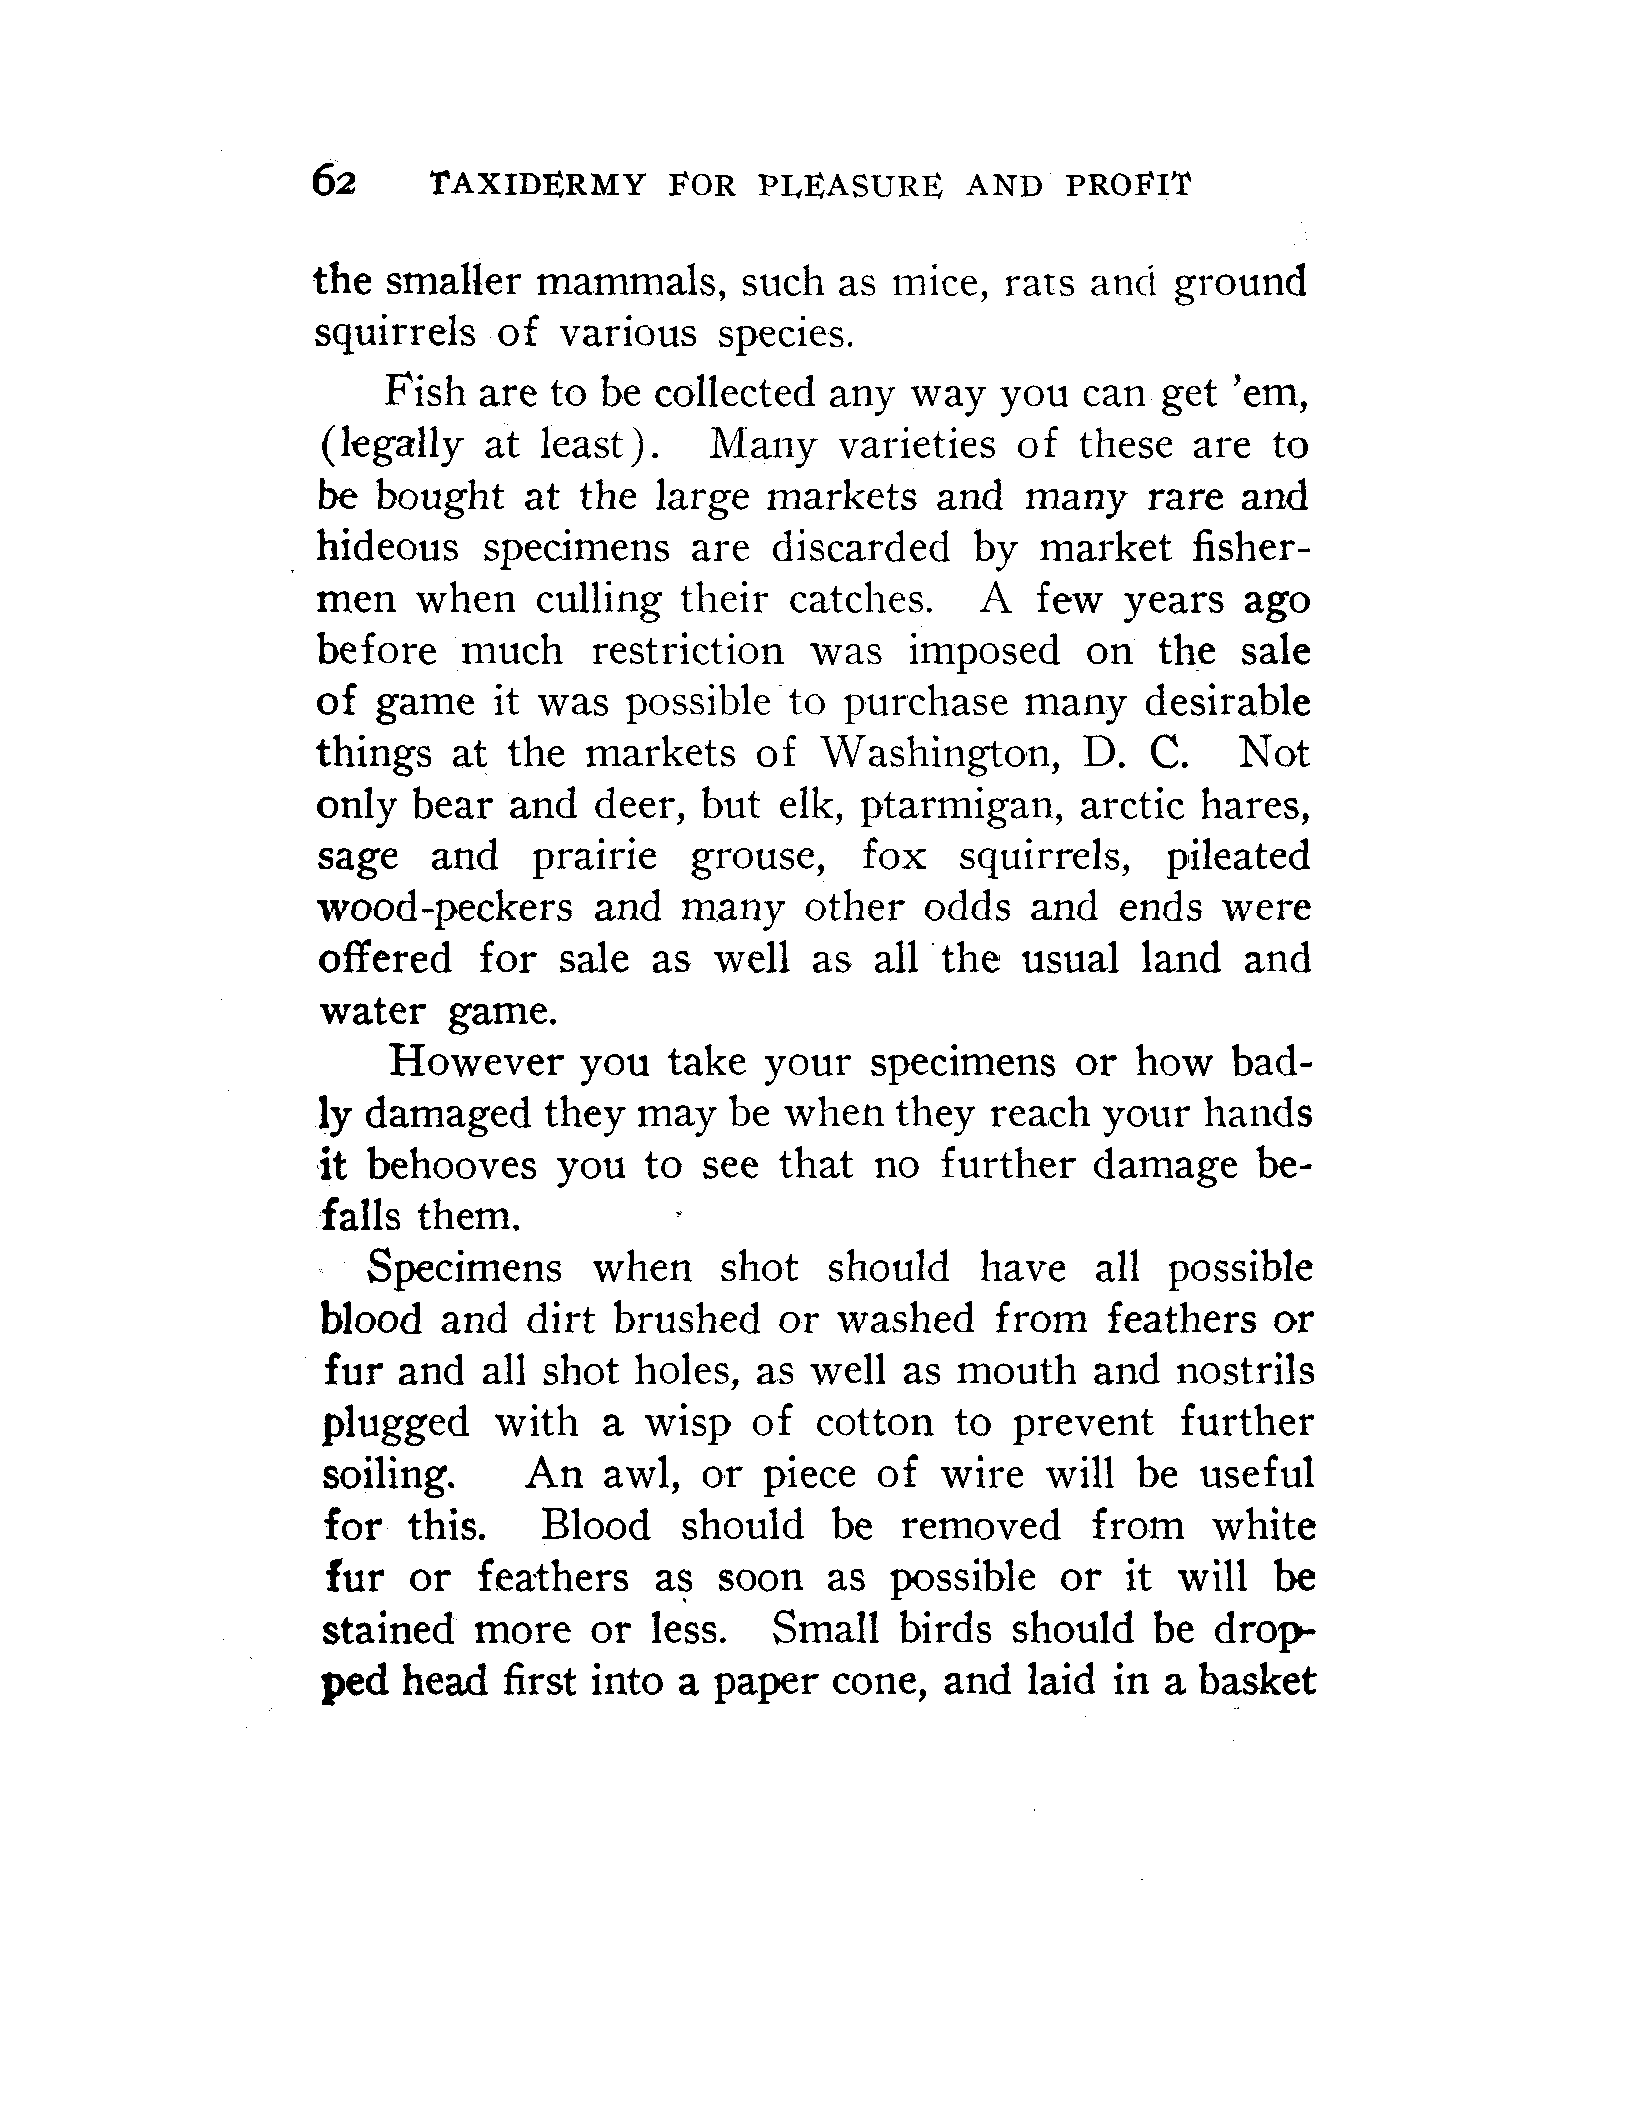 62 TAXIDERMY FOR PLEASURE AND PROFIT
the smaller mammals, such as mice, rats and ground
squirrels of various species.
Fish are to be collected any way you can get 'em,
(legally at least). Many varieties of these are to
be bought at the large markets and many rare and
hideous specimens are discarded by market fisher-
men when culling their catches. A few years ago
before much restriction was imposed on the sale
of game it was possible to purchase many desirable
things at the markets of Washington, D. C. Not
only bear and deer, but elk, ptarmigan, arctic hares,
sage and prairie grouse, fox squirrels, pileated
wood-peckers and many other odds and ends were
offered for sale as well as all the usual land and
water game.
However you take your specimens or how bad-
ly damaged they may be when they reach your hands
it behooves you to see that no further damage be-
falls them.
Specimens when shot should have all possible
blood and dirt brushed or washed from feathers or
fur and all shot holes, as well as mouth and nostrils
plugged with a wisp of cotton to prevent further
soiling. An awl, or piece of wire will be useful
for this. Blood should be removed from white
fur or feathers as soon as possible or it will be
stained more or less. Small birds should be drop-
ped head first into a paper cone, and laid in a basket